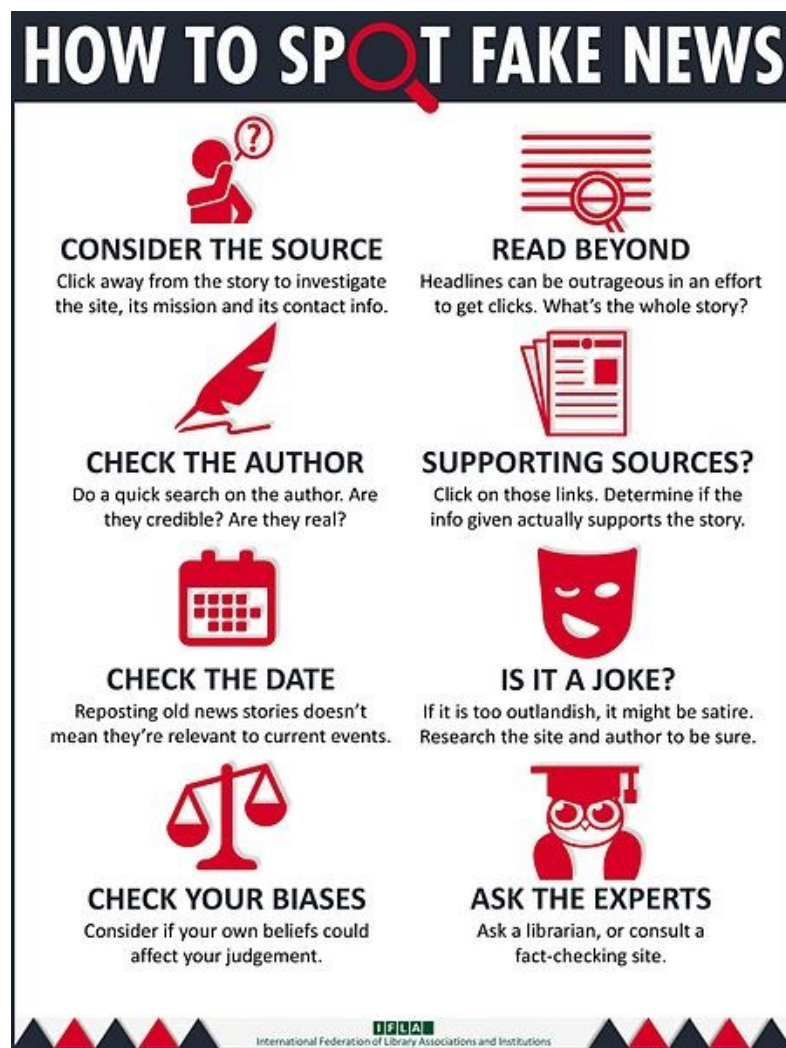 HOW TO SPOT FAKE NEWS
?
CONSIDER THE SOURCE
Click away from the story to investigate
the site, its mission and its contact info.
READ BEYOND
Headlines can be outrageous in an effort
to get clicks. What's the whole story?
CHECK THE AUTHOR
Do a quick search on the author. Are
they credible? Are they real?
SUPPORTING SOURCES?
Click on those links. Determine if the
info given actually supports the story.
CHECK THE DATE
Reposting old news stories doesn't
mean they're relevant to current events.
IS IT A JOKE?
If it is too outlandish, it might be satire.
Research the site and author to be sure.
CHECK YOUR BIASES
Consider if your own beliefs could
affect your judgement.
ASK THE EXPERTS
Ask a librarian, or consult a
fact-checking site.
IFLA
International Federation of Library Associations and Institutions